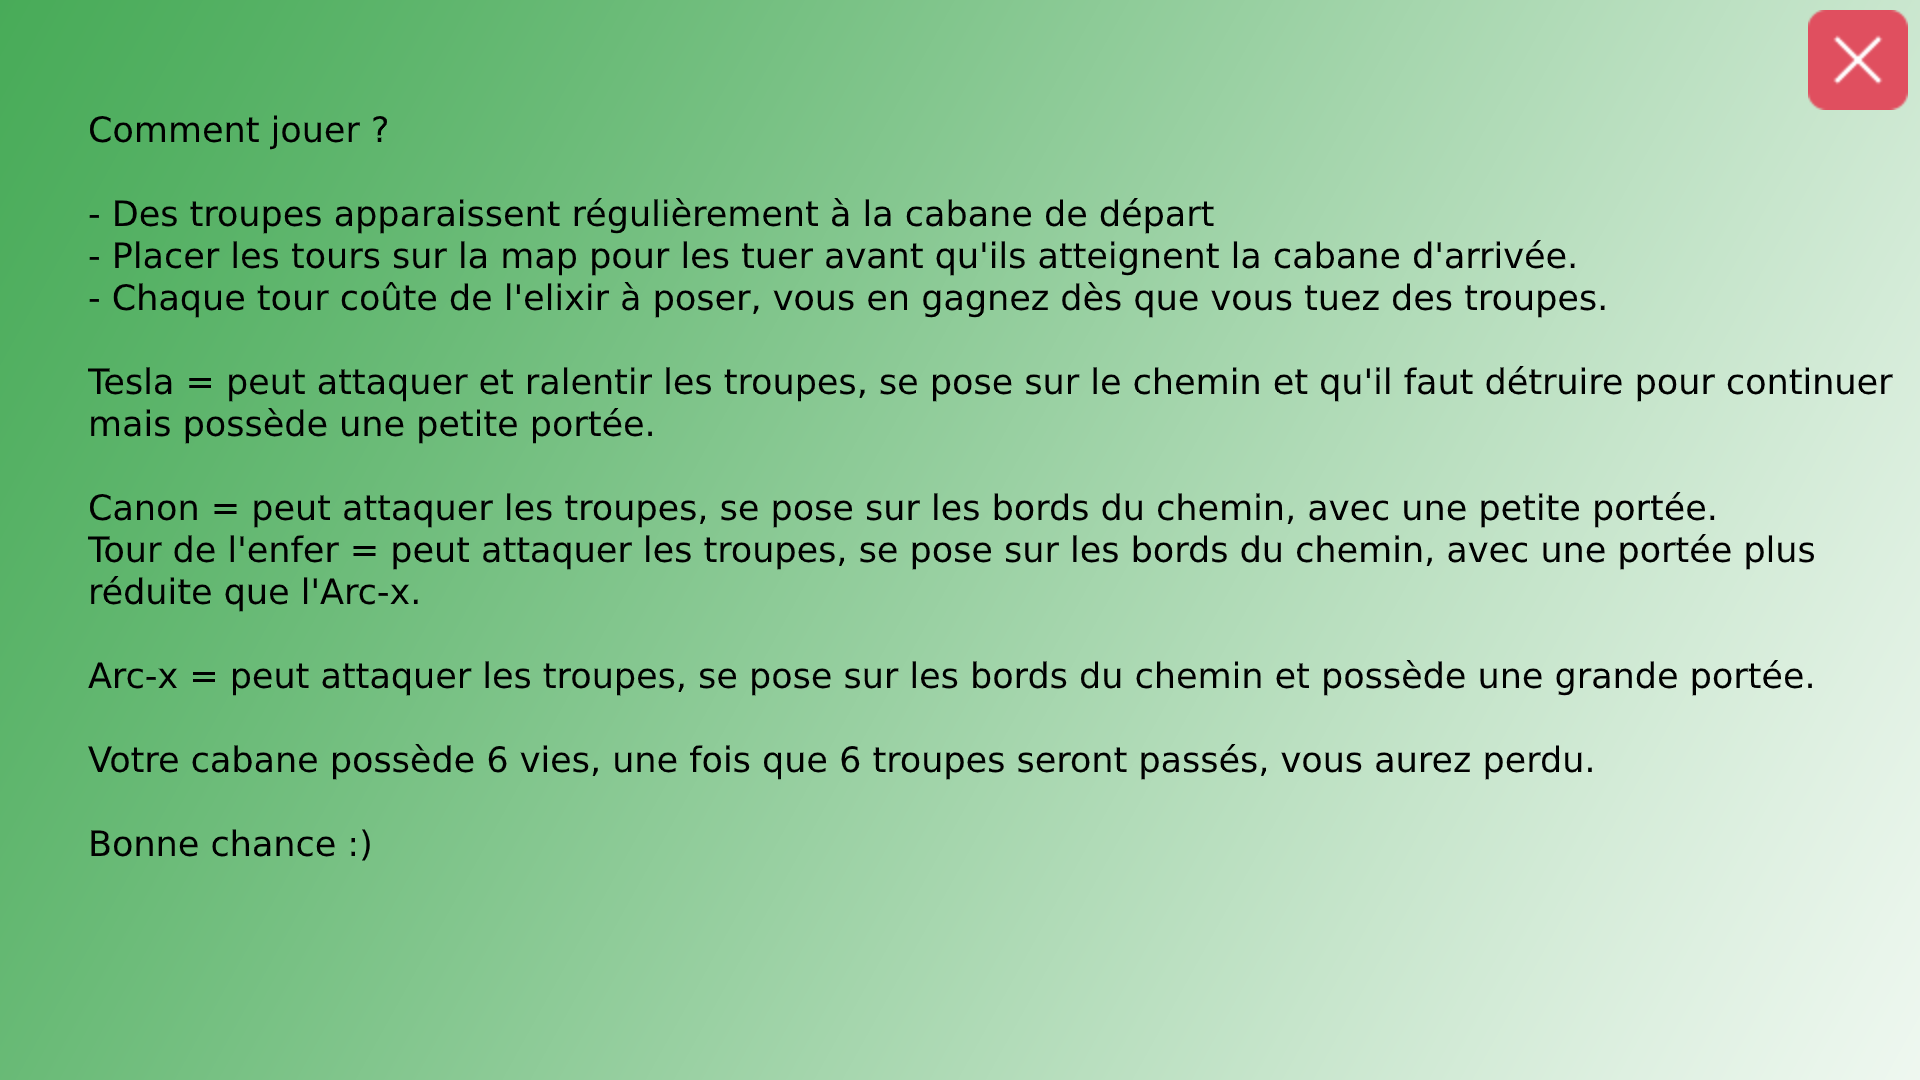 Comment jouer ?
- Des troupes apparaissent régulièrement à la cabane de départ
- Placer les tours sur la map pour les tuer avant qu'ils atteignent la cabane d'arrivée.
- Chaque tour coûte de l'elixir à poser, vous en gagnez dès que vous tuez des troupes.
Tesla = peut attaquer et ralentir les troupes, se pose sur le chemin et qu'il faut détruire pour continuer
mais possède une petite portée.
Canon = peut attaquer les troupes, se pose sur les bords du chemin, avec une petite portée.
Tour de l'enfer = peut attaquer les troupes, se pose sur les bords du chemin, avec une portée plus
réduite que l'Arc-x.
Arc-x = peut attaquer les troupes, se pose sur les bords du chemin et possède une grande portée.
Votre cabane possède 6 vies, une fois que 6 troupes seront passés, vous aurez perdu.
Bonne chance :)